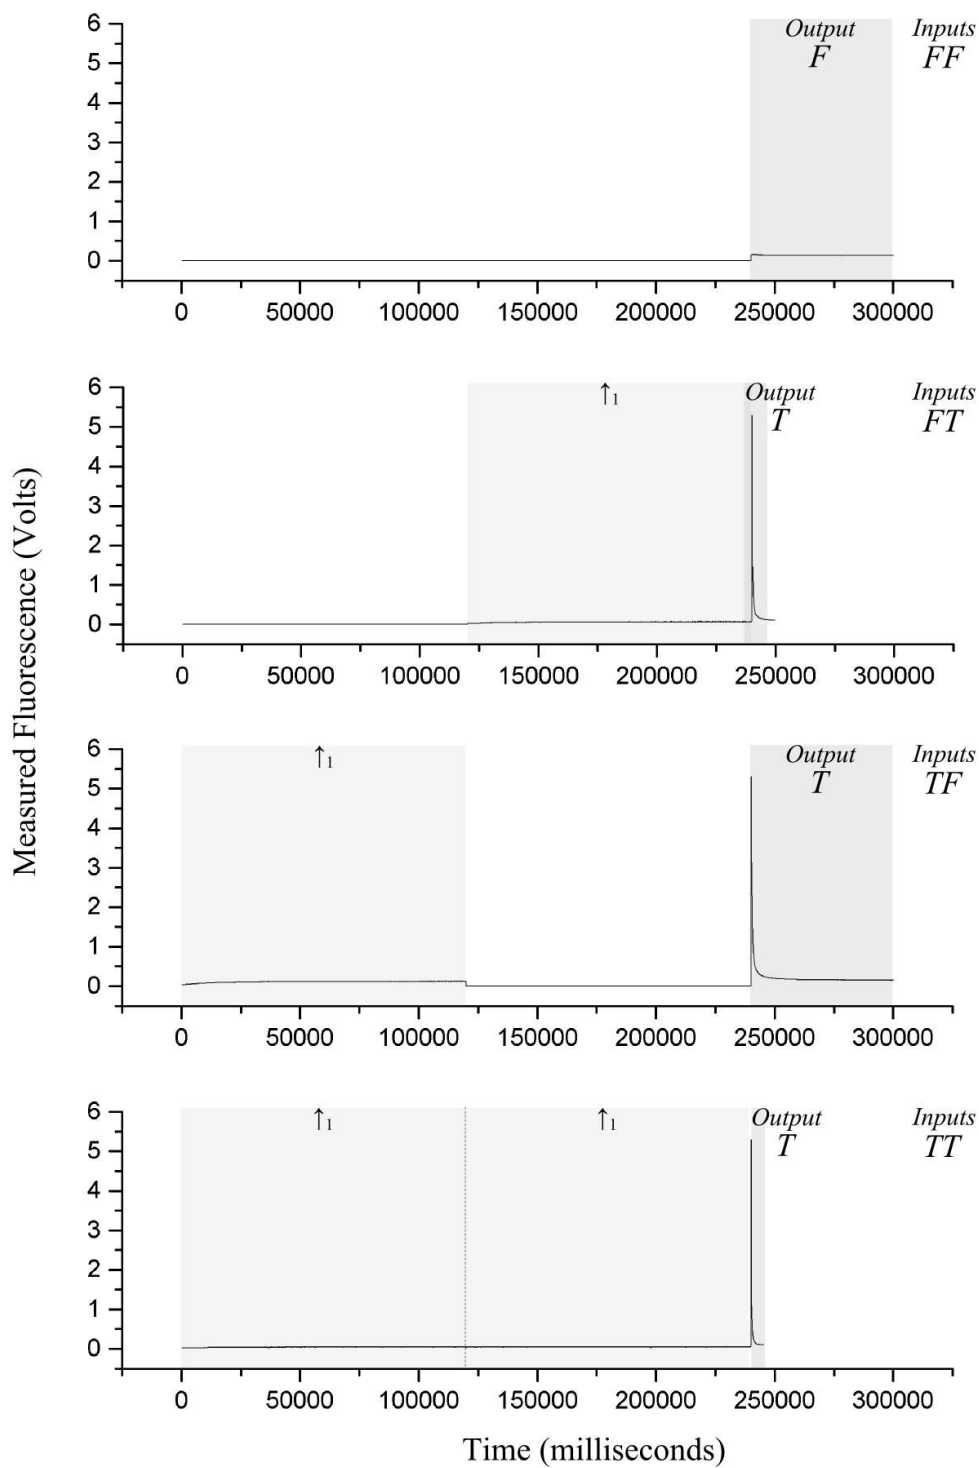 Measured Fluorescence (Volts)
6
5
4
3
2
1
0
Output
F
Inputs
FF
0 50000 100000 150000 200000 250000 300000
6
5
4
3
2
1
0
↑1
Output
T
Inputs
FT
0 50000 100000 150000 200000 250000 300000
6
5
4
3
2
1
0
↑1
Output
T
Inputs
TF
0 50000 100000 150000 200000 250000 300000
6
5
4
3
2
1
0
↑1 ↑1
Output
T
Inputs
TT
0 50000 100000 150000 200000 250000 300000
Time (milliseconds)